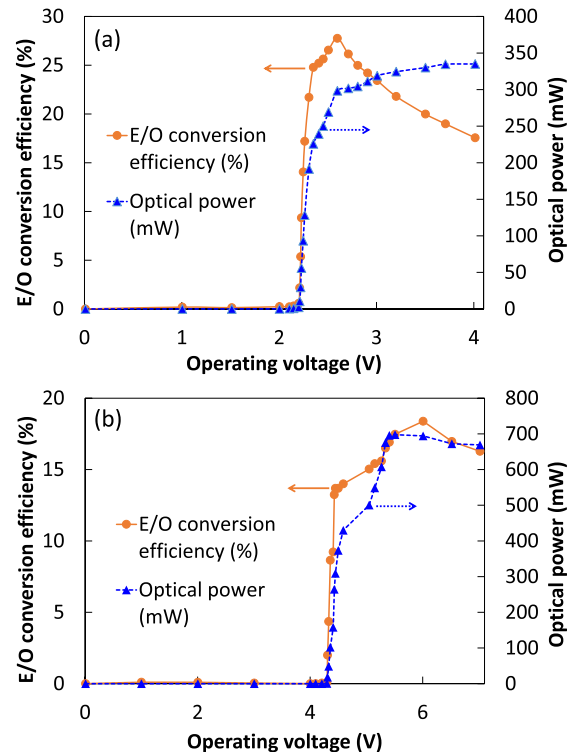 (a)
E/O conversion efficiency (%)
30
25
20
15
10
5
0
E/O conversion
efficiency (%)
Optical power
(mW)
400
350
300
250
200
150
100
50
0
Optical power (mW)
0 1 2 3 4
Operating voltage (V)
(b)
E/O conversion efficiency (%)
20
15
10
5
0
E/O conversion
efficiency (%)
Optical power
(mW)
800
700
600
500
400
300
200
100
0
Optical power (mW)
0 2 4 6
Operating voltage (V)